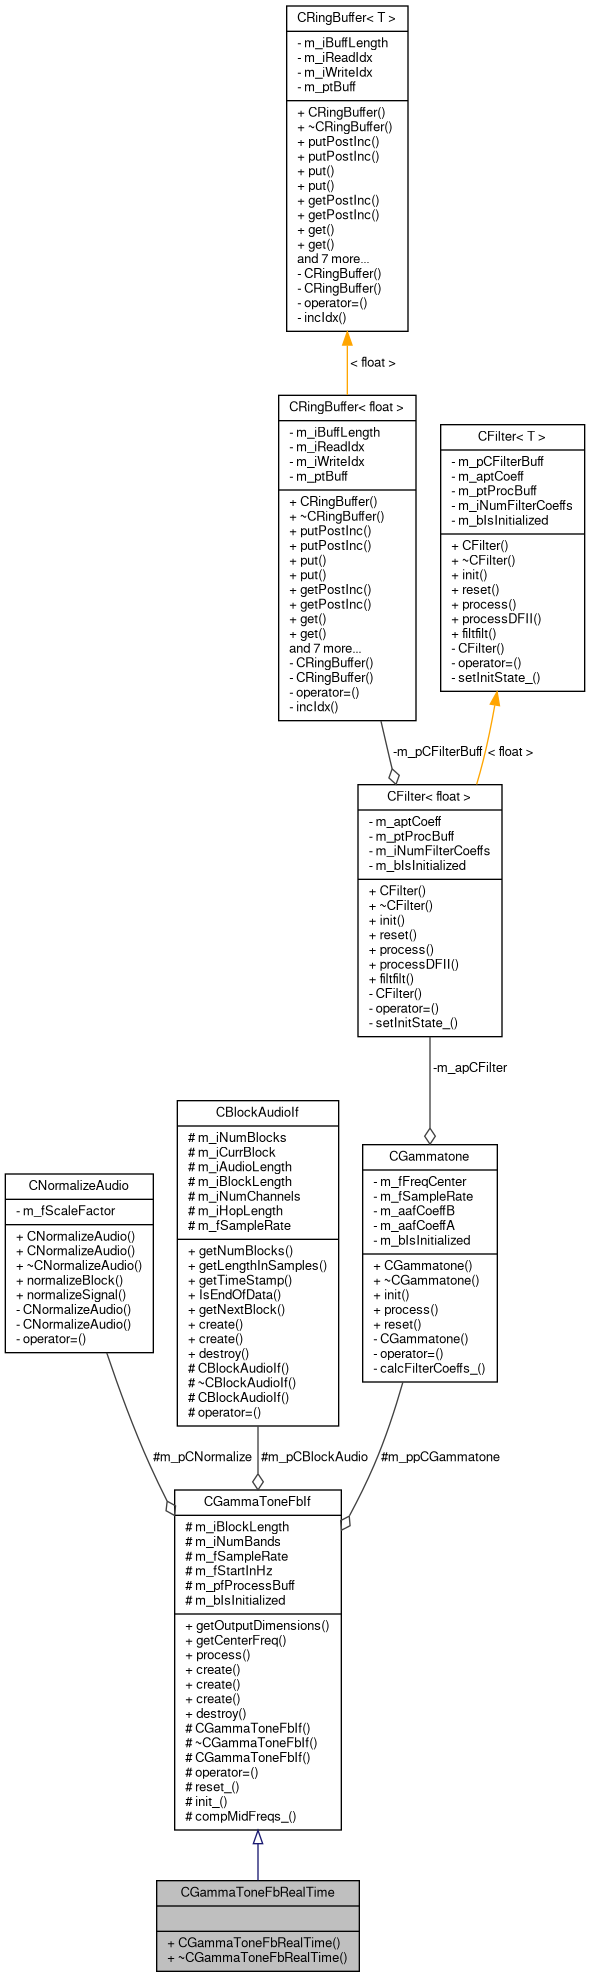 CRingBuffer< T >
- m_iBuffLength
- m_iReadIdx
- m_iWriteIdx
- m_ptBuff
+ CRingBuffer()
+ ~CRingBuffer()
+ putPostInc()
+ putPostInc()
+ put()
+ put()
+ getPostInc()
+ getPostInc()
+ get()
+ get()
and 7 more...
- CRingBuffer()
- CRingBuffer()
- operator=()
- incIdx()
< float >
CRingBuffer< float >
- m_iBuffLength
- m_iReadIdx
- m_iWriteIdx
- m_ptBuff
+ CRingBuffer()
+ ~CRingBuffer()
+ putPostInc()
+ putPostInc()
+ put()
+ put()
+ getPostInc()
+ getPostInc()
+ get()
+ get()
and 7 more...
- CRingBuffer()
- CRingBuffer()
- operator=()
- incIdx()
CFilter< T >
- m_pCFilterBuff
- m_aptCoeff
- m_ptProcBuff
- m_iNumFilterCoeffs
- m_bIsInitialized
+ CFilter()
+ ~CFilter()
+ init()
+ reset()
+ process()
+ processDFII()
+ filtfilt()
- CFilter()
- operator=()
- setInitState_()
-m_pCFilterBuff
< float >
CFilter< float >
- m_aptCoeff
- m_ptProcBuff
- m_iNumFilterCoeffs
- m_bIsInitialized
+ CFilter()
+ ~CFilter()
+ init()
+ reset()
+ process()
+ processDFII()
+ filtfilt()
- CFilter()
- operator=()
- setInitState_()
-m_apCFilter
CNormalizeAudio
- m_fScaleFactor
+ CNormalizeAudio()
+ CNormalizeAudio()
+ ~CNormalizeAudio()
+ normalizeBlock()
+ normalizeSignal()
- CNormalizeAudio()
- CNormalizeAudio()
- operator=()
CBlockAudioIf
# m_iNumBlocks
# m_iCurrBlock
# m_iAudioLength
# m_iBlockLength
# m_iNumChannels
# m_iHopLength
# m_fSampleRate
+ getNumBlocks()
+ getLengthInSamples()
+ getTimeStamp()
+ IsEndOfData()
+ getNextBlock()
+ create()
+ create()
+ destroy()
# CBlockAudioIf()
# ~CBlockAudioIf()
# CBlockAudioIf()
# operator=()
CGammatone
- m_fFreqCenter
- m_fSampleRate
- m_aafCoeffB
- m_aafCoeffA
- m_bIsInitialized
+ CGammatone()
+ ~CGammatone()
+ init()
+ process()
+ reset()
- CGammatone()
- operator=()
- calcFilterCoeffs_()
#m_pCNormalize
#m_pCBlockAudio
#m_ppCGammatone
CGammaToneFbIf
# m_iBlockLength
# m_iNumBands
# m_fSampleRate
# m_fStartInHz
# m_pfProcessBuff
# m_bIsInitialized
+ getOutputDimensions()
+ getCenterFreq()
+ process()
+ create()
+ create()
+ create()
+ destroy()
# CGammaToneFbIf()
# ~CGammaToneFbIf()
# CGammaToneFbIf()
# operator=()
# reset_()
# init_()
# compMidFreqs_()
CGammaToneFbRealTime
+ CGammaToneFbRealTime()
+ ~CGammaToneFbRealTime()